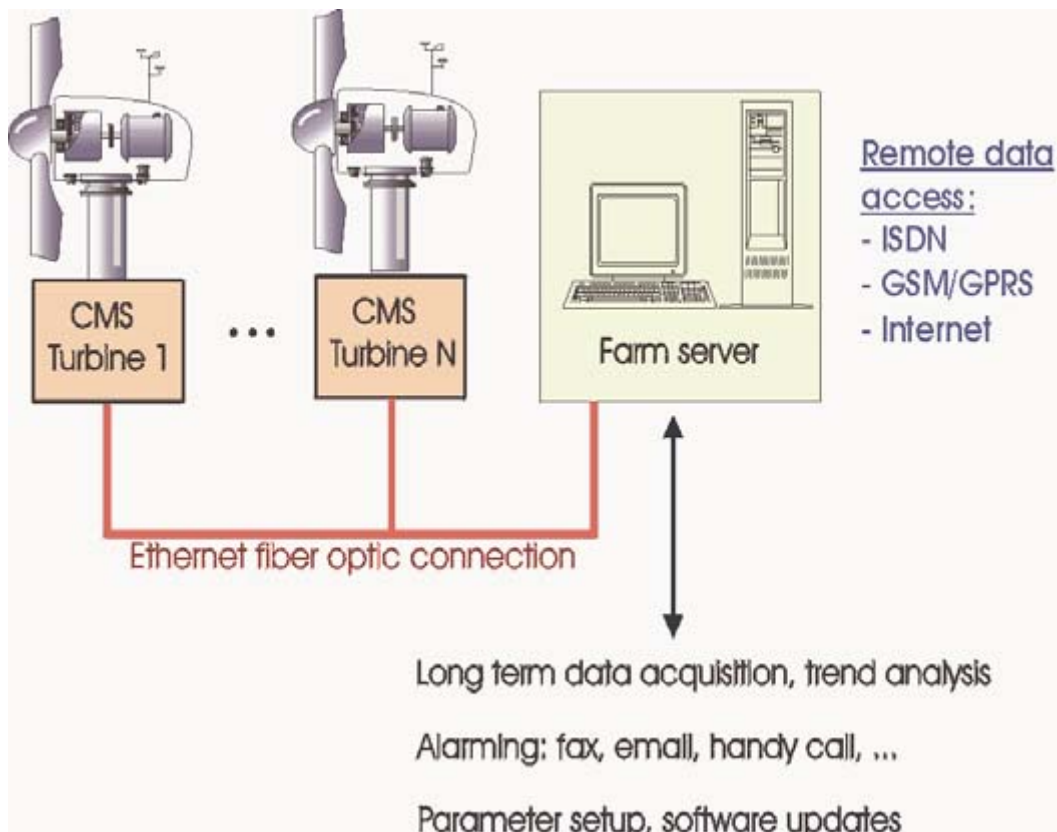 CMS
Turbine 1
...
CMS
Turbine N
Farm server
Remote data
access:
- ISDN
- GSM/GPRS
- Internet
Ethernet fiber optic connection
Long term data acquisition, trend analysis
Alarming: fax, email, handy call, ...
Parameter setup, software updates